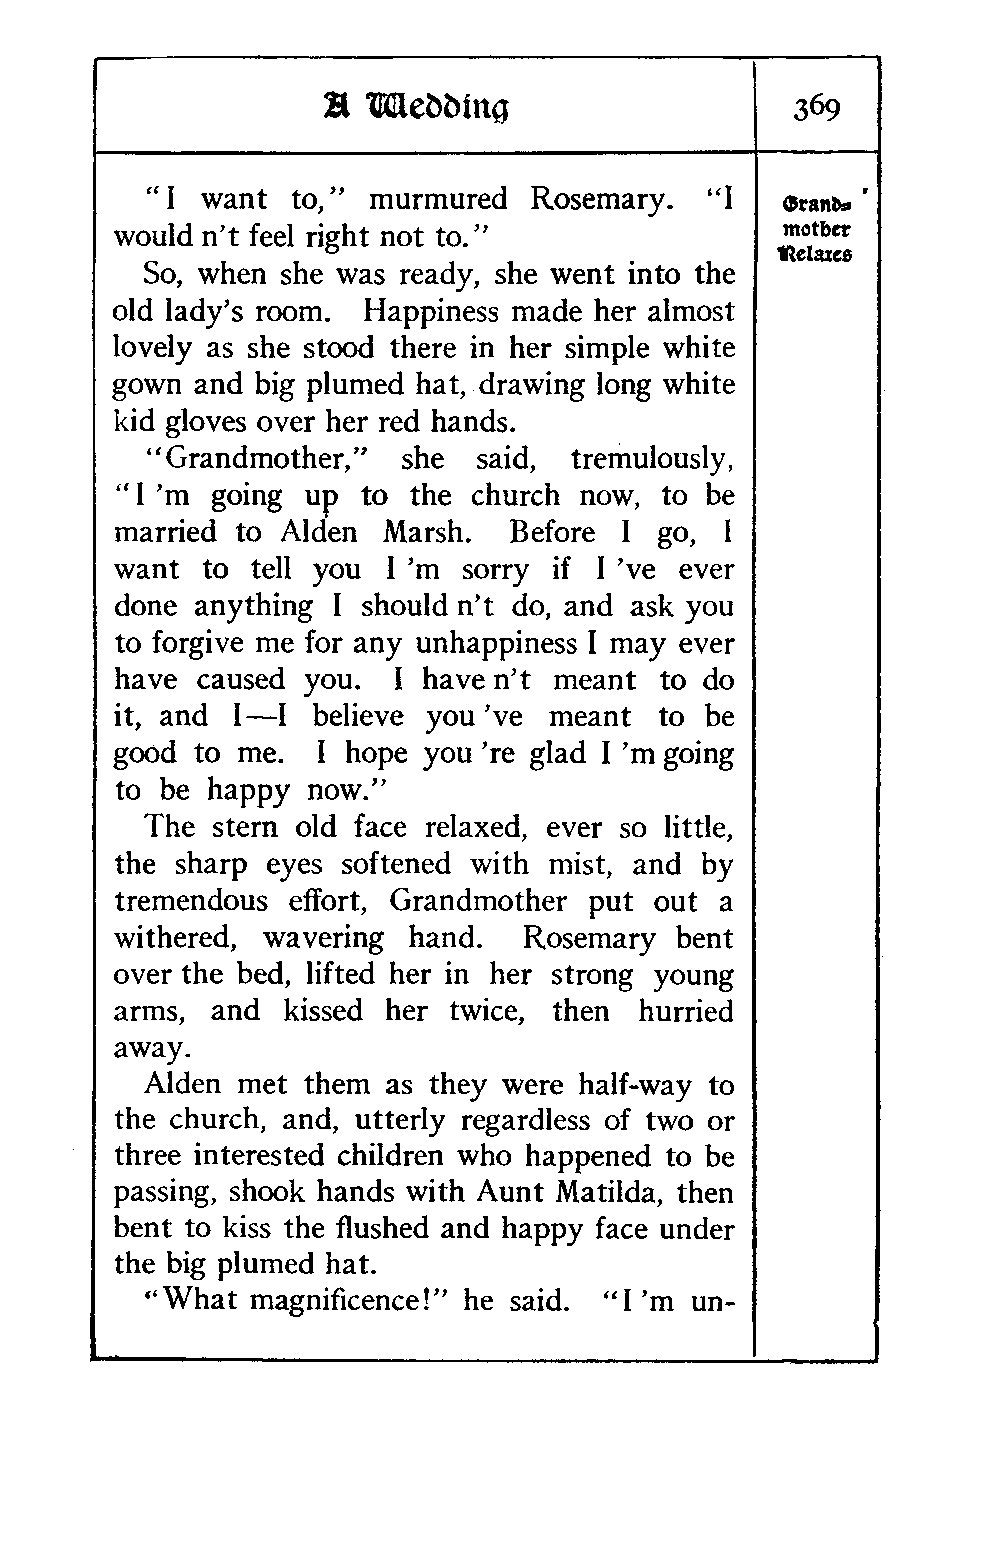 A Wedding
369
"I want to," murmured Rosemary. "I
would n't feel right not to."
So, when she was ready, she went into the
old lady's room. Happiness made her almost
lovely as she stood there in her simple white
gown and big plumed hat, drawing long white
kid gloves over her red hands.
"Grandmother," she said, tremulously,
"I 'm going up to the church now, to be
married to Alden Marsh. Before I go, I
want to tell you I 'm sorry if I 've ever
done anything I should n't do, and ask you
to forgive me for any unhappiness I may ever
have caused you. I have n't meant to do
it, and I—I believe you 've meant to be
good to me. I hope you 're glad I 'm going
to be happy now."
The stern old face relaxed, ever so little,
the sharp eyes softened with mist, and by
tremendous effort, Grandmother put out a
withered, wavering hand. Rosemary bent
over the bed, lifted her in her strong young
arms, and kissed her twice, then hurried
away.
Alden met them as they were half-way to
the church, and, utterly regardless of two or
three interested children who happened to be
passing, shook hands with Aunt Matilda, then
bent to kiss the flushed and happy face under
the big plumed hat.
"What magnificence!" he said. "I 'm un-
Grand-
mother
Relaxes